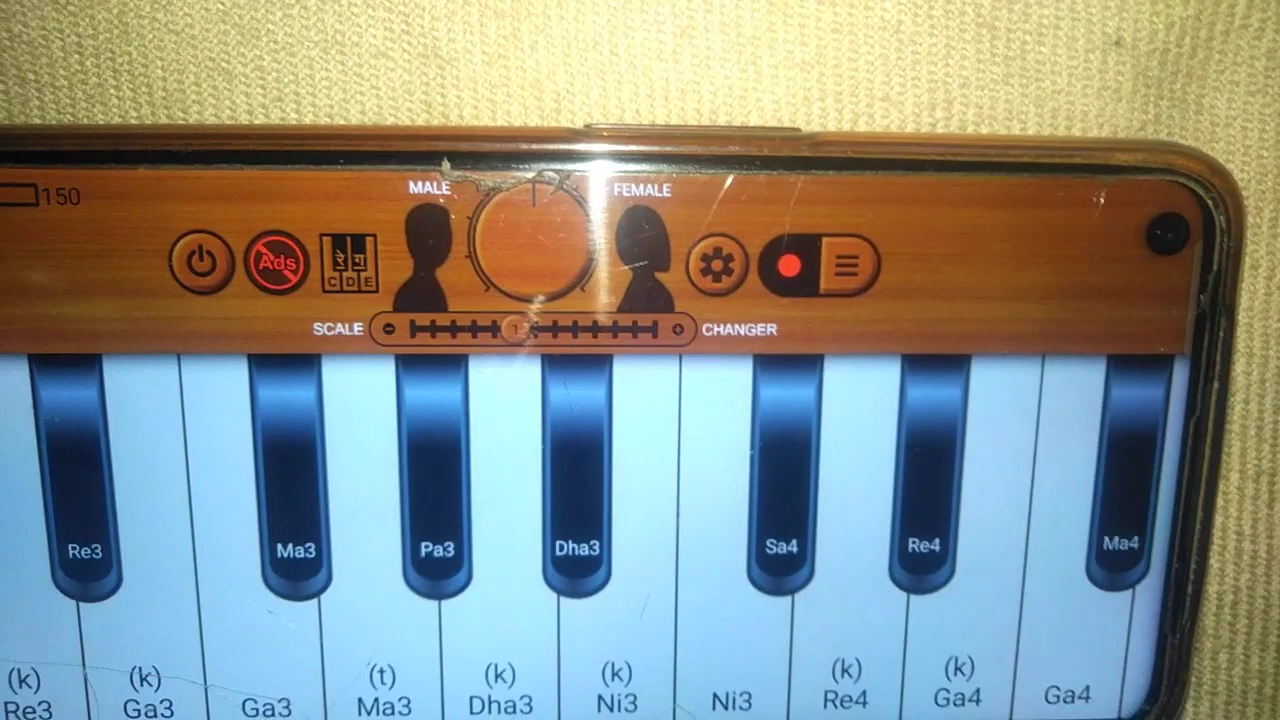 MALE FEMALE
150
Ads
रे ग
C D E
SCALE 1 CHANGER
Re3 Ma3 Pa3 Dha3 Sa4 Re4 Ma4
(k) (k) (t) (k) (k) (k) (k)
Re3 Ga3 Ga3 Ma3 Dha3 Ni3 Ni3 Re4 Ga4 Ga4